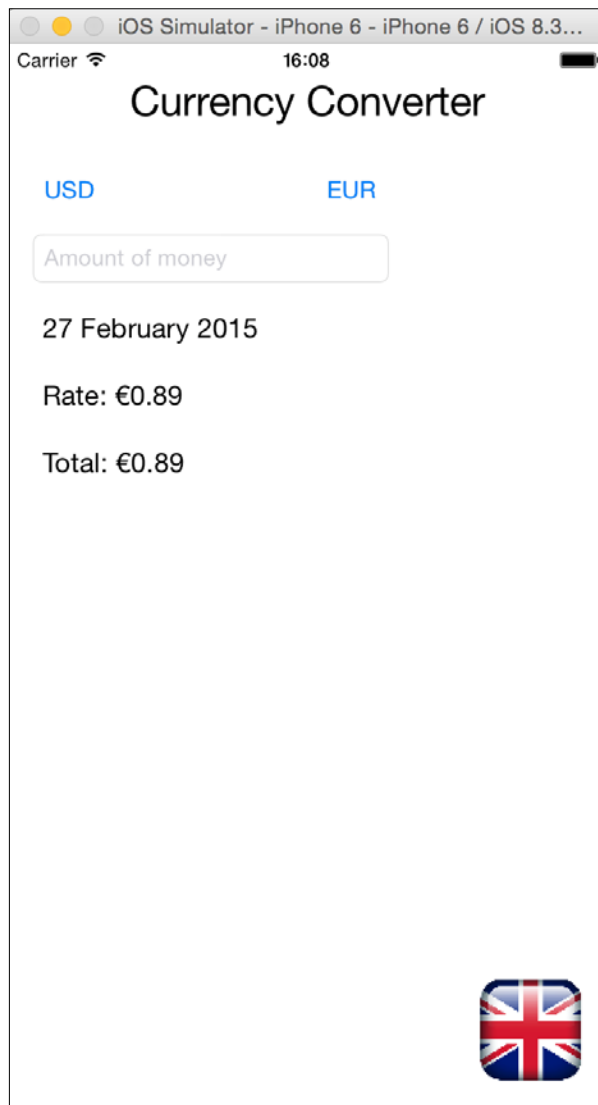 iOS Simulator - iPhone 6 - iPhone 6 / iOS 8.3...
Carrier 16:08
Currency Converter
USD EUR
Amount of money
27 February 2015
Rate: €0.89
Total: €0.89